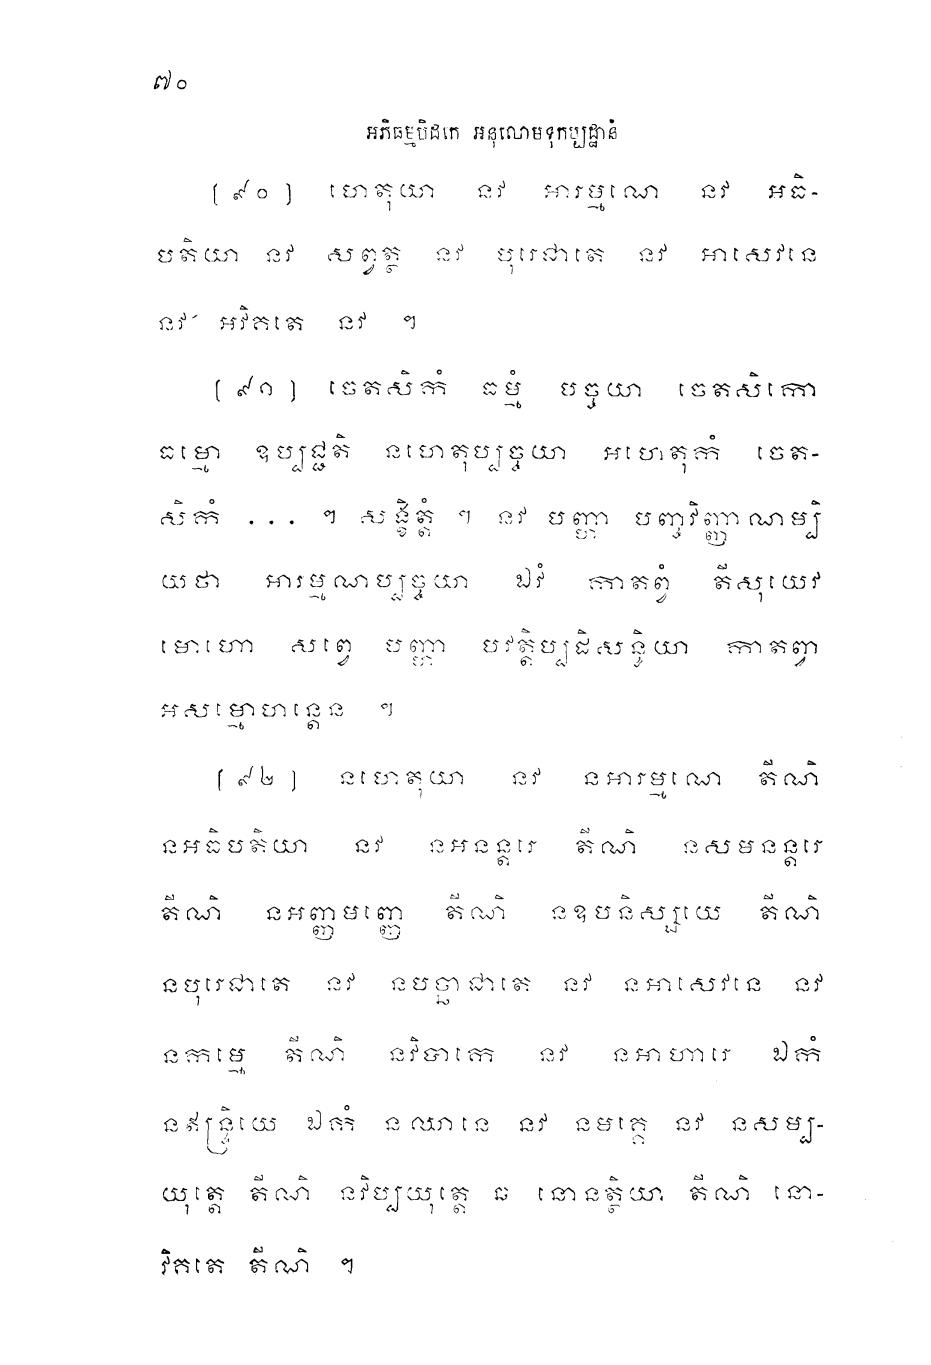 ៧០
អភិធម្មបិដកេ អនុលោមទុកប្បដ្ឋានំ
[៩០] ហេតុយា នវ អារម្មណេ នវ អធិ-
បតិយា នវ សព្វត្ថ នវ បុរេជាតេ នវ អាសេវនេ
នវ អវិគតេ នវ ។
[៩១] ចេតសិកំ ធម្មំ បច្ចយា ចេតសិកោ
ធម្មោ ឧប្បជ្ជតិ នហេតុប្បច្ចយា អហេតុកំ ចេត-
សិកំ ... ។ សង្ខិត្តំ ។ នវ បញ្ហា បញ្ចវិញ្ញាណម្បិ
យថា អារម្មណប្បច្ចយា ឯវំ កាតព្វំ តីសុយេវ
មោហោ សព្វេ បញ្ហា បវត្តិប្បដិសន្ធិយា កាតព្វា
អសម្មោហន្តេន ។
[៩២] នហេតុយា នវ នអារម្មណេ តីណិ
នអធិបតិយា នវ នអនន្តរេ តីណិ នសមនន្តរេ
តីណិ នអញ្ញមញ្ញេ តីណិ នឧបនិស្សយេ តីណិ
នបុរេជាតេ នវ នបច្ឆាជាតេ នវ នអាសេវនេ នវ
នកម្មេ តីណិ នវិបាកេ នវ នអាហារេ ឯកំ
នឥន្ទ្រិយេ ឯកំ នឈានេ នវ នមគ្គេ នវ នសម្ប-
យុត្តេ តីណិ នវិប្បយុត្តេ ឆ នោនត្ថិយា តីណិ នោ-
វិគតេ តីណិ ។